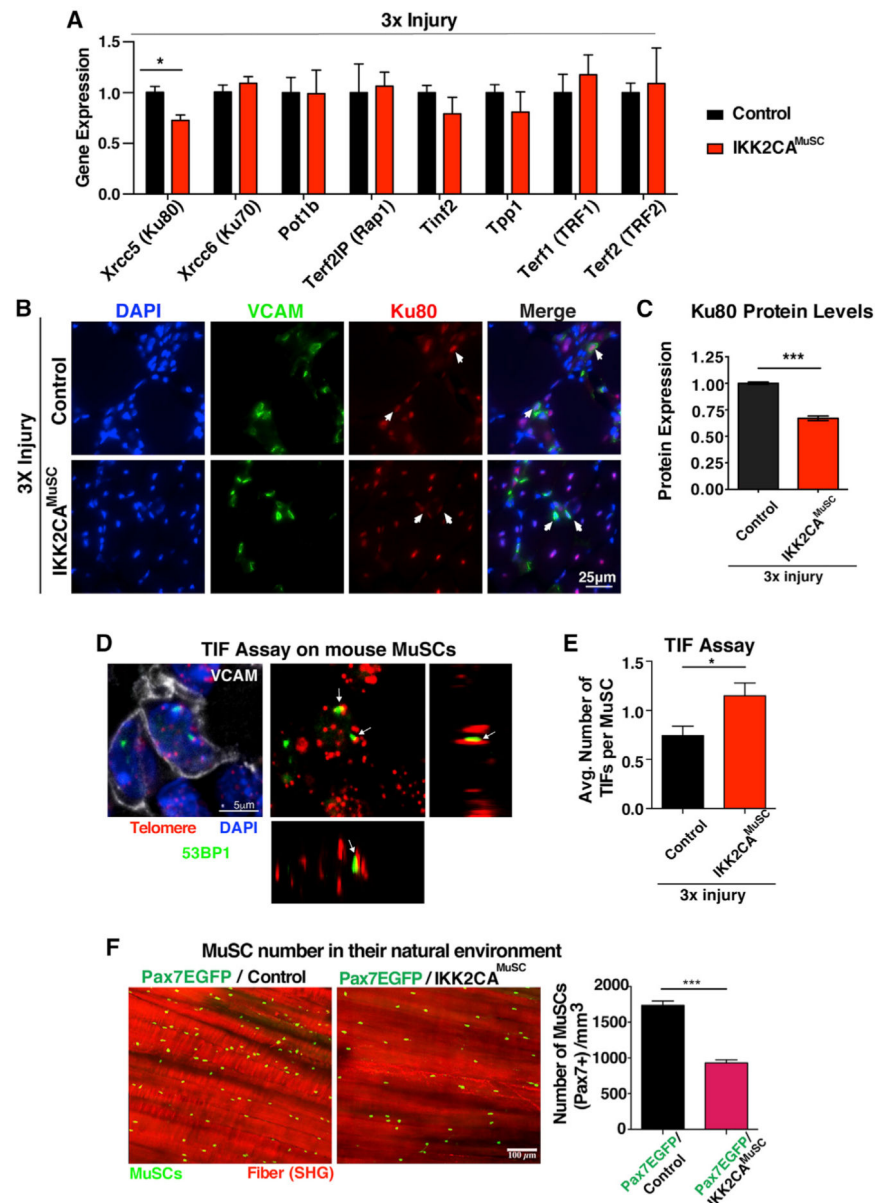 A
3x Injury
Gene Expression
1.5
1.0
0.5
0.0
*
Xrcc5 (Ku80)
Xrcc6 (Ku70)
Pot1b
Terf2IP (Rap1)
Tinf2
Tpp1
Terf1 (TRF1)
Terf2 (TRF2)
Control
IKK2CA^MuSC
B
DAPI
VCAM
Ku80
Merge
3X Injury
Control
IKK2CA^MuSC
25µm
C
Ku80 Protein Levels
Protein Expression
1.25
1.00
0.75
0.50
0.25
0.00
***
Control
IKK2CA^MuSC
3x injury
D
TIF Assay on mouse MuSCs
VCAM
5µm
Telomere DAPI
53BP1
E
TIF Assay
Avg. Number of
TIFs per MuSC
1.5
1.0
0.5
0.0
*
Control
IKK2CA^MuSC
3x injury
F
MuSC number in their natural environment
Pax7EGFP / Control
Pax7EGFP / IKK2CA^MuSC
100 µm
MuSCs
Fiber (SHG)
Number of MuSCs
(Pax7+) /mm³
2000
1500
1000
500
0
***
Pax7EGFP/
Control
Pax7EGFP/
IKK2CA^MuSC